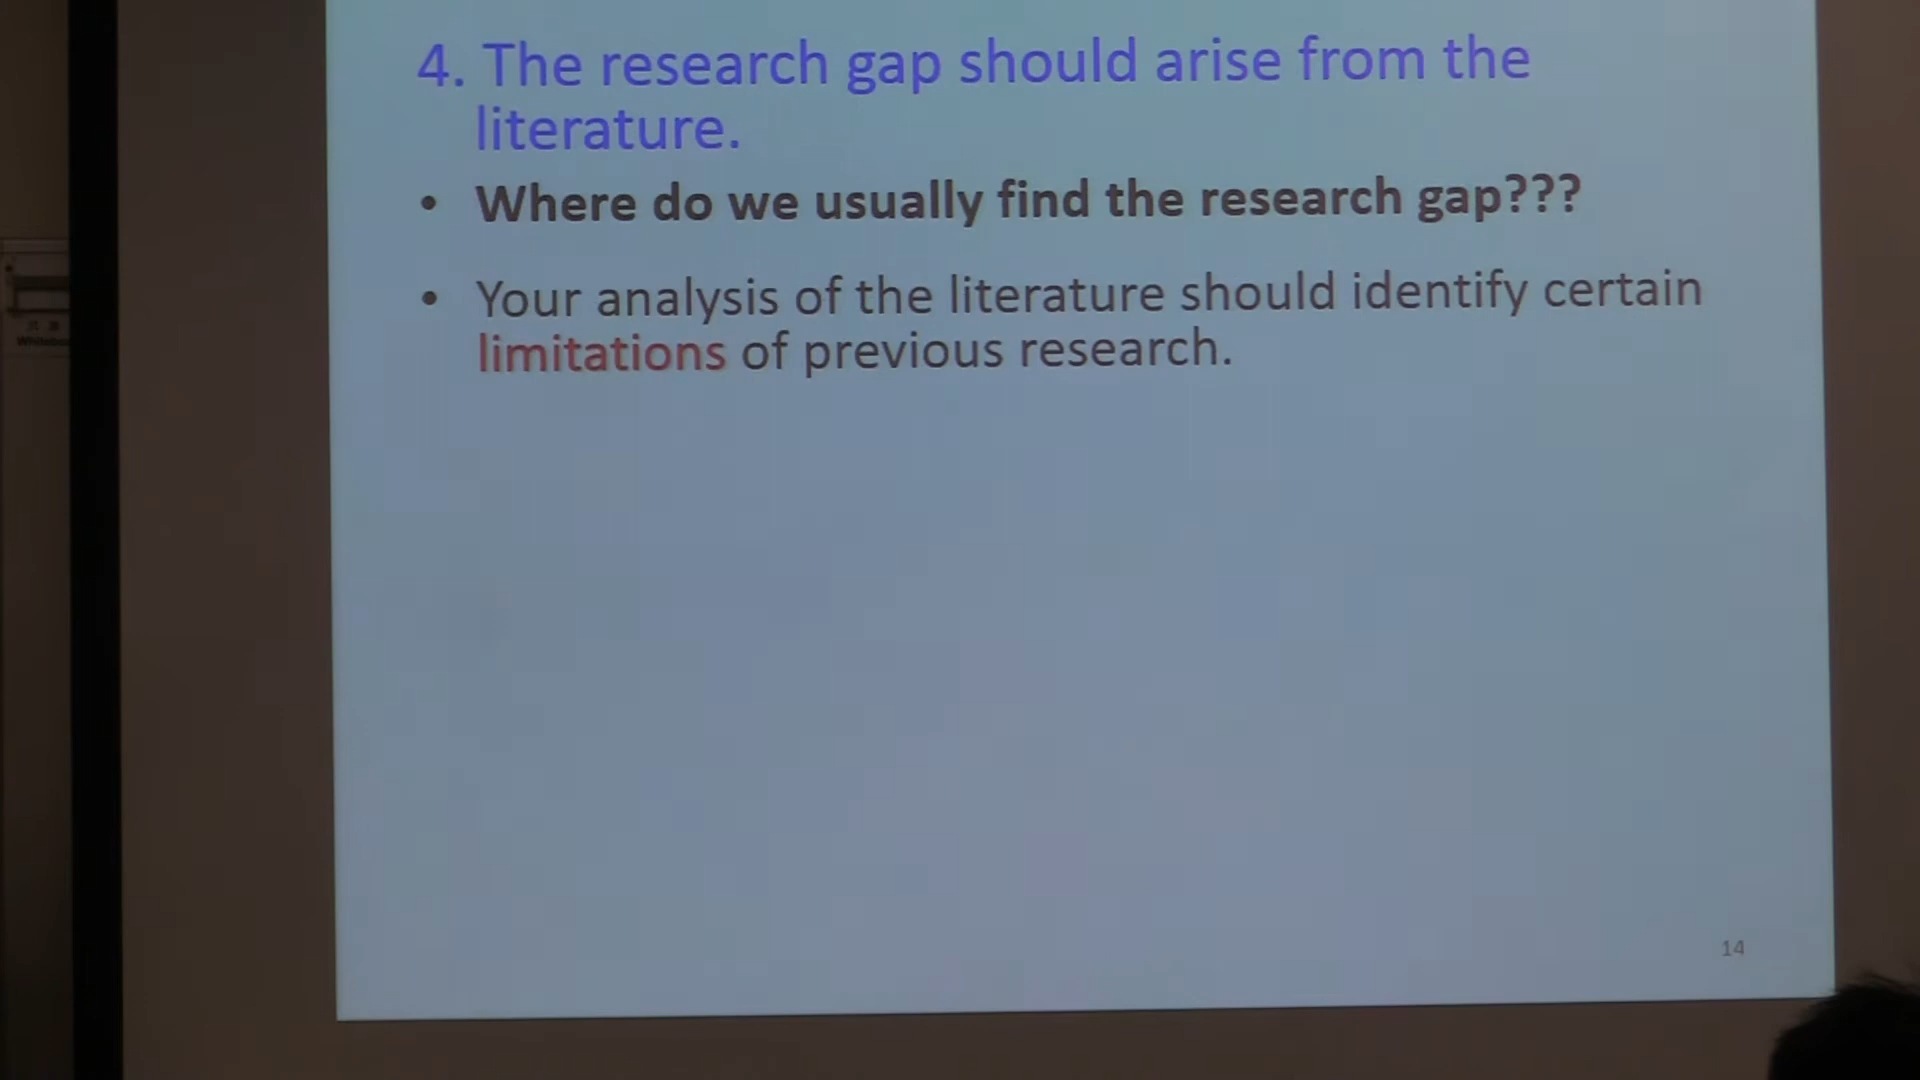 4. The research gap should arise from the
literature.
• Where do we usually find the research gap???
• Your analysis of the literature should identify certain
limitations of previous research.
14